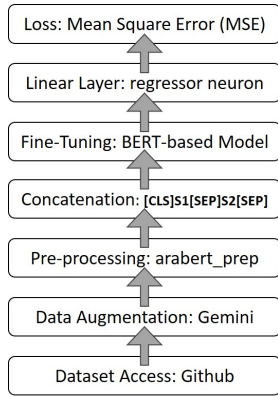 Loss: Mean Square Error (MSE)
Linear Layer: regressor neuron
Fine-Tuning: BERT-based Model
Concatenation: [CLS]S1[SEP]S2[SEP]
Pre-processing: arabert_prep
Data Augmentation: Gemini
Dataset Access: Github